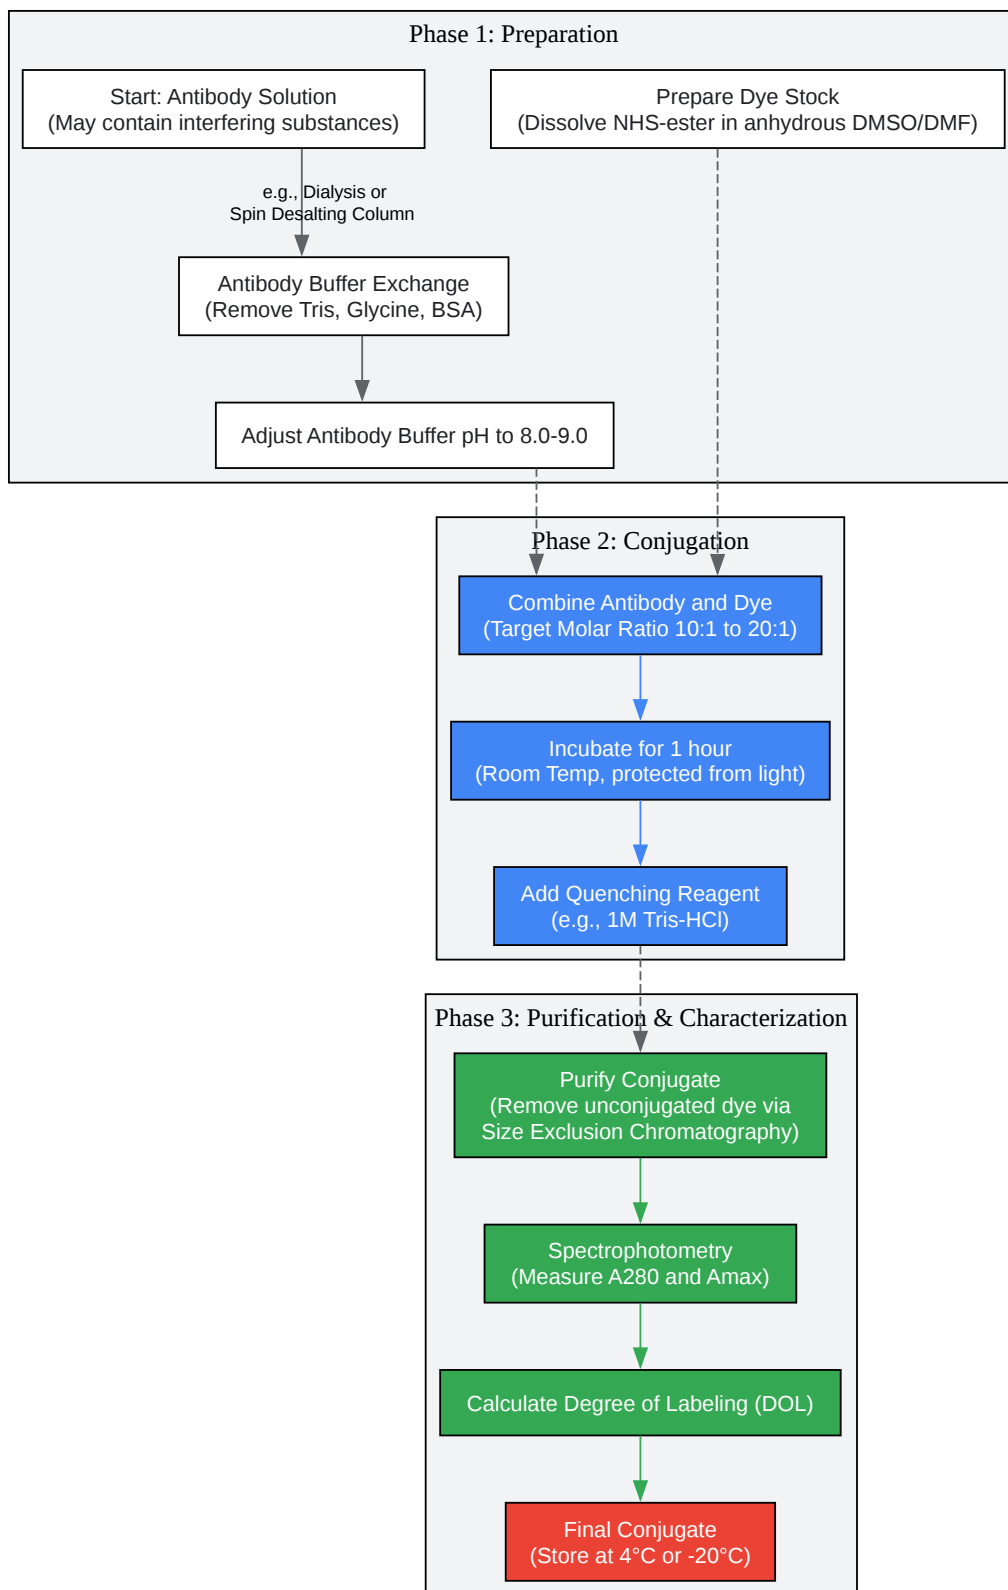 Phase 1: Preparation
Start: Antibody Solution
(May contain interfering substances)
Prepare Dye Stock
(Dissolve NHS-ester in anhydrous DMSO/DMF)
e.g., Dialysis or
Spin Desalting Column
Antibody Buffer Exchange
(Remove Tris, Glycine, BSA)
Adjust Antibody Buffer pH to 8.0-9.0
Phase 2: Conjugation
Combine Antibody and Dye
(Target Molar Ratio 10:1 to 20:1)
Incubate for 1 hour
(Room Temp, protected from light)
Add Quenching Reagent
(e.g., 1M Tris-HCl)
Phase 3: Purification & Characterization
Purify Conjugate
(Remove unconjugated dye via
Size Exclusion Chromatography)
Spectrophotometry
(Measure A280 and Amax)
Calculate Degree of Labeling (DOL)
Final Conjugate
(Store at 4°C or -20°C)